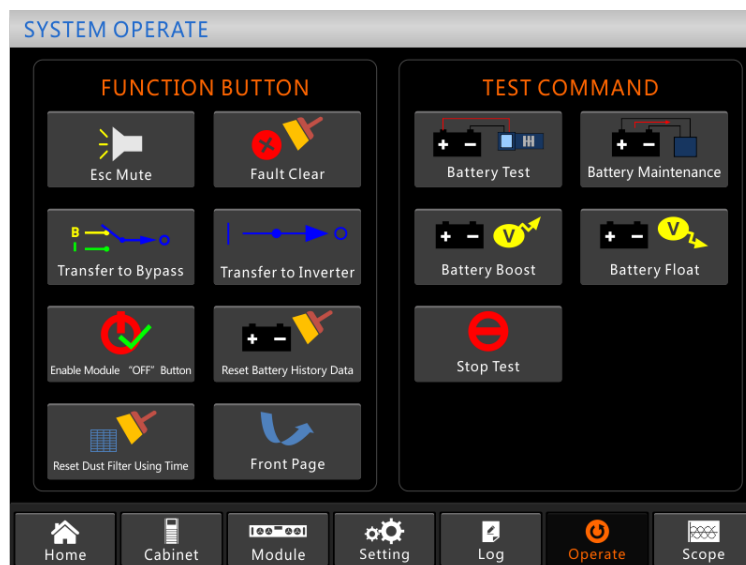 SYSTEM OPERATE
FUNCTION BUTTON
TEST COMMAND
Esc Mute
Fault Clear
Battery Test
Battery Maintenance
B
I
Transfer to Bypass
Transfer to Inverter
V
Battery Boost
V
Battery Float
Enable Module "OFF" Button
Reset Battery History Data
Stop Test
Reset Dust Filter Using Time
Front Page
Home
Cabinet
Module
Setting
Log
Operate
Scope